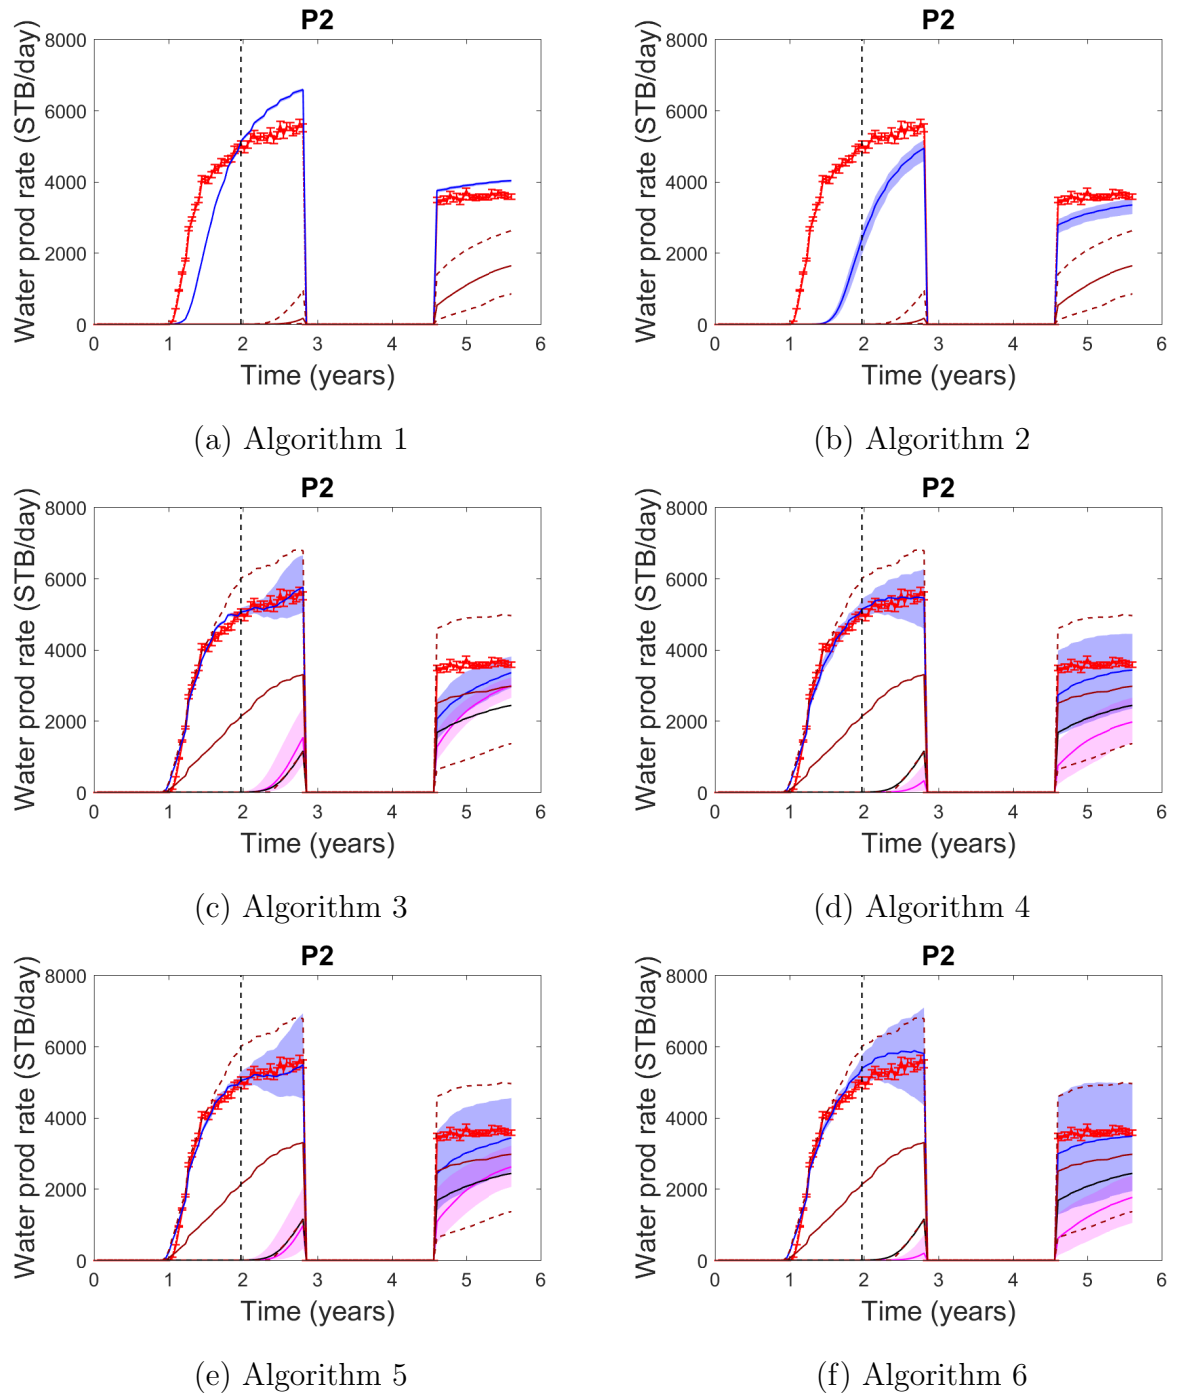 P2
Water prod rate (STB/day)
8000
6000
4000
2000
0
0 1 2 3 4 5 6
Time (years)
(a) Algorithm 1
P2
Water prod rate (STB/day)
8000
6000
4000
2000
0
0 1 2 3 4 5 6
Time (years)
(b) Algorithm 2
P2
Water prod rate (STB/day)
8000
6000
4000
2000
0
0 1 2 3 4 5 6
Time (years)
(c) Algorithm 3
P2
Water prod rate (STB/day)
8000
6000
4000
2000
0
0 1 2 3 4 5 6
Time (years)
(d) Algorithm 4
P2
Water prod rate (STB/day)
8000
6000
4000
2000
0
0 1 2 3 4 5 6
Time (years)
(e) Algorithm 5
P2
Water prod rate (STB/day)
8000
6000
4000
2000
0
0 1 2 3 4 5 6
Time (years)
(f) Algorithm 6